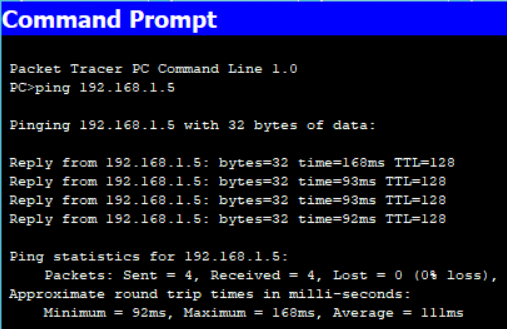 Command Prompt
Packet Tracer PC Command Line 1.0
PC>ping 192.168.1.5
Pinging 192.168.1.5 with 32 bytes of data:
Reply from 192.168.1.5: bytes=32 time=168ms TTL=128
Reply from 192.168.1.5: bytes=32 time=93ms TTL=128
Reply from 192.168.1.5: bytes=32 time=93ms TTL=128
Reply from 192.168.1.5: bytes=32 time=92ms TTL=128
Ping statistics for 192.168.1.5:
Packets: Sent = 4, Received = 4, Lost = 0 (0% loss),
Approximate round trip times in milli-seconds:
Minimum = 92ms, Maximum = 168ms, Average = 111ms